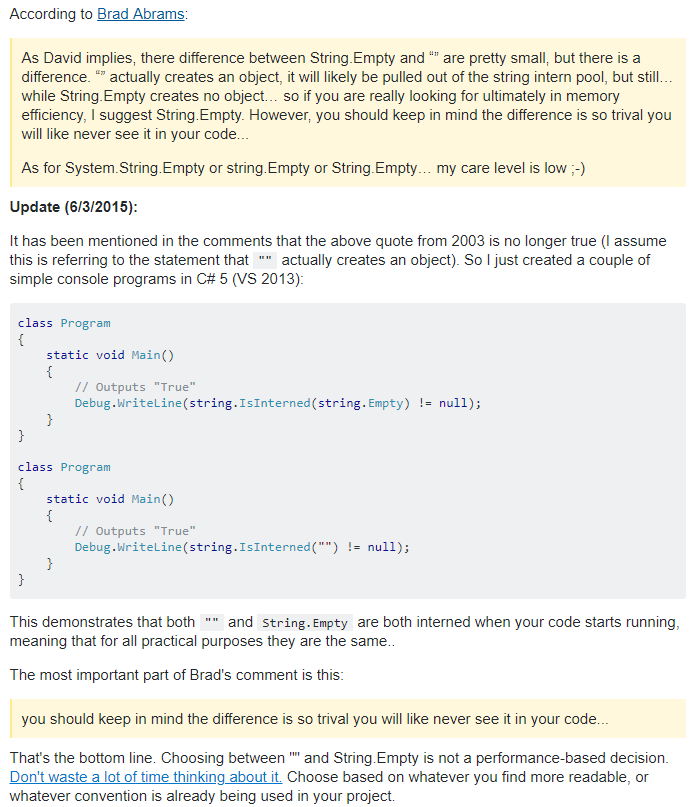 According to Brad Abrams:
As David implies, there difference between String.Empty and “” are pretty small, but there is a
difference. “” actually creates an object, it will likely be pulled out of the string intern pool, but still…
while String.Empty creates no object… so if you are really looking for ultimately in memory
efficiency, I suggest String.Empty. However, you should keep in mind the difference is so trival you
will like never see it in your code...
As for System.String.Empty or string.Empty or String.Empty… my care level is low ;-)
Update (6/3/2015):
It has been mentioned in the comments that the above quote from 2003 is no longer true (I assume
this is referring to the statement that "" actually creates an object). So I just created a couple of
simple console programs in C# 5 (VS 2013):
class Program
{
    static void Main()
    {
        // Outputs "True"
        Debug.WriteLine(string.IsInterned(string.Empty) != null);
    }
}
class Program
{
    static void Main()
    {
        // Outputs "True"
        Debug.WriteLine(string.IsInterned("") != null);
    }
}
This demonstrates that both "" and String.Empty are both interned when your code starts running,
meaning that for all practical purposes they are the same..
The most important part of Brad's comment is this:
you should keep in mind the difference is so trival you will like never see it in your code...
That's the bottom line. Choosing between "" and String.Empty is not a performance-based decision.
Don't waste a lot of time thinking about it. Choose based on whatever you find more readable, or
whatever convention is already being used in your project.